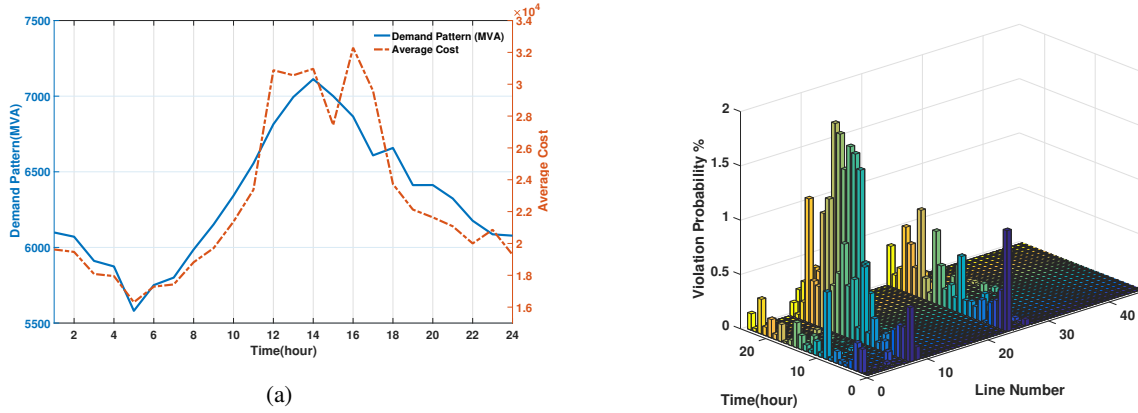 7500
7000
6500
6000
5500
Demand Pattern(MVA)
2 4 6 8 10 12 14 16 18 20 22 24
Time(hour)
×10⁴
3.4
3.2
3
2.8
2.6
2.4
2.2
2
1.8
1.6
Average Cost
Demand Pattern (MVA)
Average Cost
(a)
2
1.5
1
0.5
0
Violation Probability %
20
10
0
Time(hour)
0
10
20
30
40
Line Number